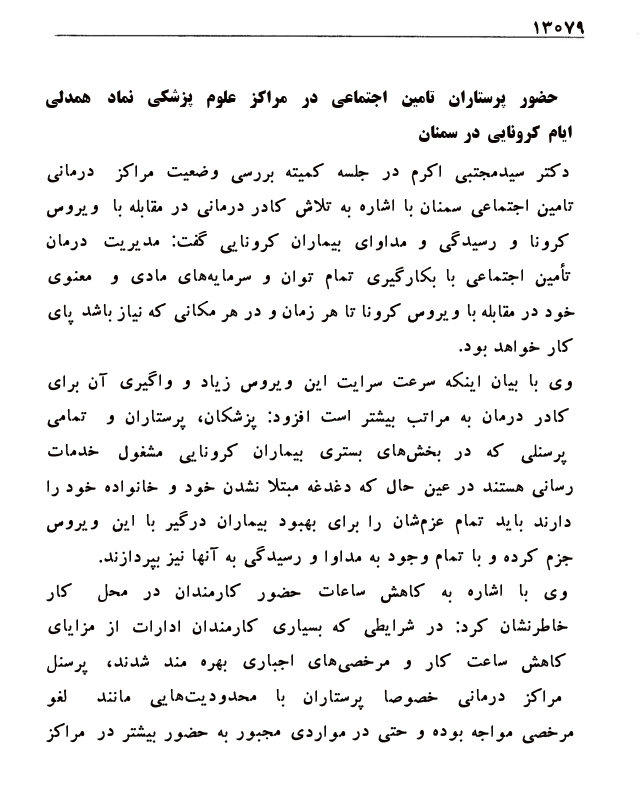 ۱۳۰۷۹
حضور پرستاران تامین اجتماعی در مراکز علوم پزشکی نماد همدلی
ایام کرونایی در سمنان
دکتر سیدمجتبی اکرم در جلسه کمیته بررسی وضعیت مراکز درمانی
تامین اجتماعی سمنان با اشاره به تلاش کادر درمانی در مقابله با ویروس
کرونا و رسیدگی و مداوای بیماران کرونایی گفت: مدیریت درمان
تأمین اجتماعی با بکارگیری تمام توان و سرمایه‌های مادی و معنوی
خود در مقابله با ویروس کرونا تا هر زمان و در هر مکانی که نیاز باشد پای
کار خواهد بود.
وی با بیان اینکه سرعت سرایت این ویروس زیاد و واگیری آن برای
کادر درمان به مراتب بیشتر است افزود: پزشکان، پرستاران و تمامی
پرسنلی که در بخش‌های بستری بیماران کرونایی مشغول خدمات
رسانی هستند در عین حال که دغدغه مبتلا نشدن خود و خانواده خود را
دارند باید تمام عزم‌شان را برای بهبود بیماران درگیر با این ویروس
جزم کرده و با تمام وجود به مداوا و رسیدگی به آنها نیز بپردازند.
وی با اشاره به کاهش ساعات حضور کارمندان در محل کار
خاطرنشان کرد: در شرایطی که بسیاری کارمندان ادارات از مزایای
کاهش ساعت کار و مرخصی‌های اجباری بهره مند شدند، پرسنل
مراکز درمانی خصوصا پرستاران با محدودیت‌هایی مانند لغو
مرخصی مواجه بوده و حتی در مواردی مجبور به حضور بیشتر در مراکز